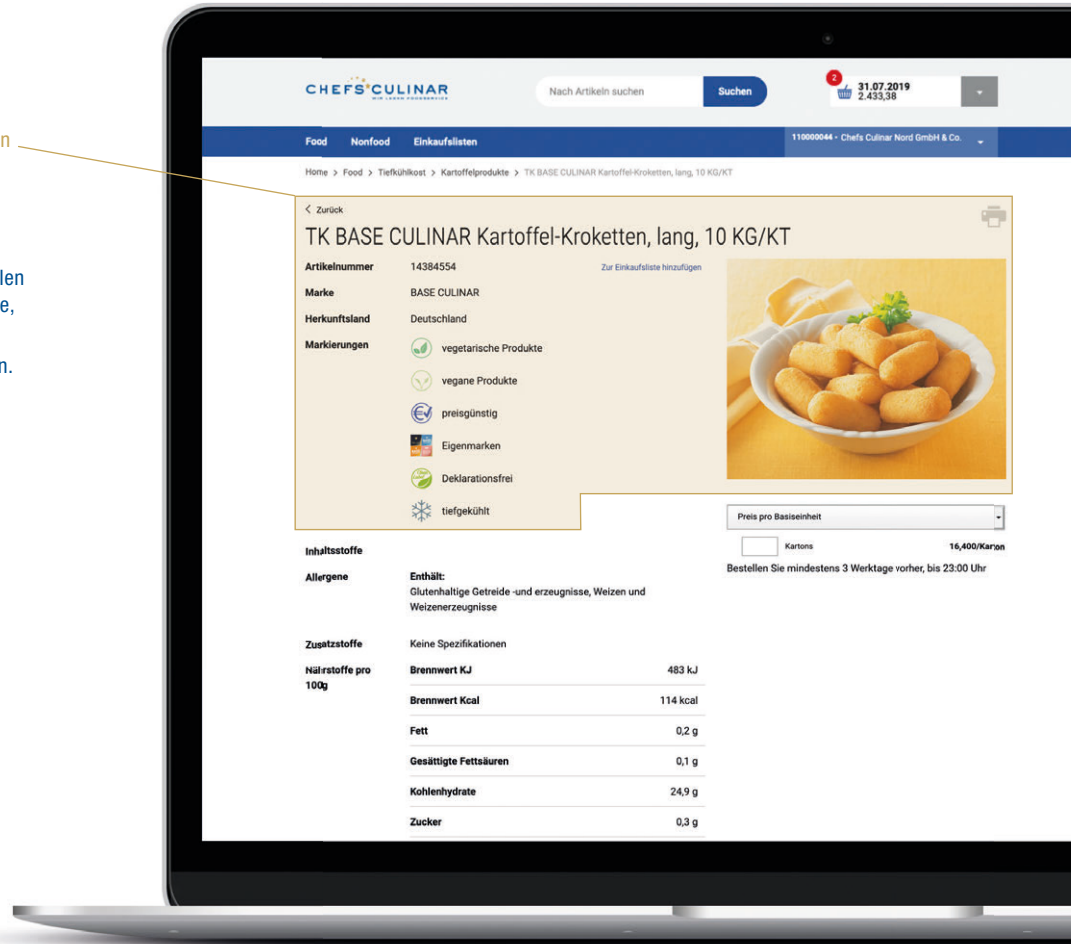 CHEFS CULINAR
WIR LEBEN FOODSERVICE
Nach Artikeln suchen
Suchen
2
31.07.2019
2.433,38
Food Nonfood Einkaufslisten
110000044 - Chefs Culinar Nord GmbH & Co.
Home > Food > Tiefkühlkost > Kartoffelprodukte > TK BASE CULINAR Kartoffel-Kroketten, lang, 10 KG/KT
n
len
e,
n.
< Zurück
TK BASE CULINAR Kartoffel-Kroketten, lang, 10 KG/KT
Artikelnummer 14384554 Zur Einkaufsliste hinzufügen
Marke BASE CULINAR
Herkunftsland Deutschland
Markierungen vegetarische Produkte
vegane Produkte
preisgünstig
Eigenmarken
Deklarationsfrei
tiefgekühlt
Preis pro Basiseinheit
Kartons 16,400/Karton
Bestellen Sie mindestens 3 Werktage vorher, bis 23:00 Uhr
Inhaltsstoffe
Allergene Enthält:
Glutenhaltige Getreide -und erzeugnisse, Weizen und
Weizenerzeugnisse
Zusatzstoffe Keine Spezifikationen
Nährstoffe pro
100g
Brennwert KJ 483 kJ
Brennwert Kcal 114 kcal
Fett 0,2 g
Gesättigte Fettsäuren 0,1 g
Kohlenhydrate 24,9 g
Zucker 0,3 g